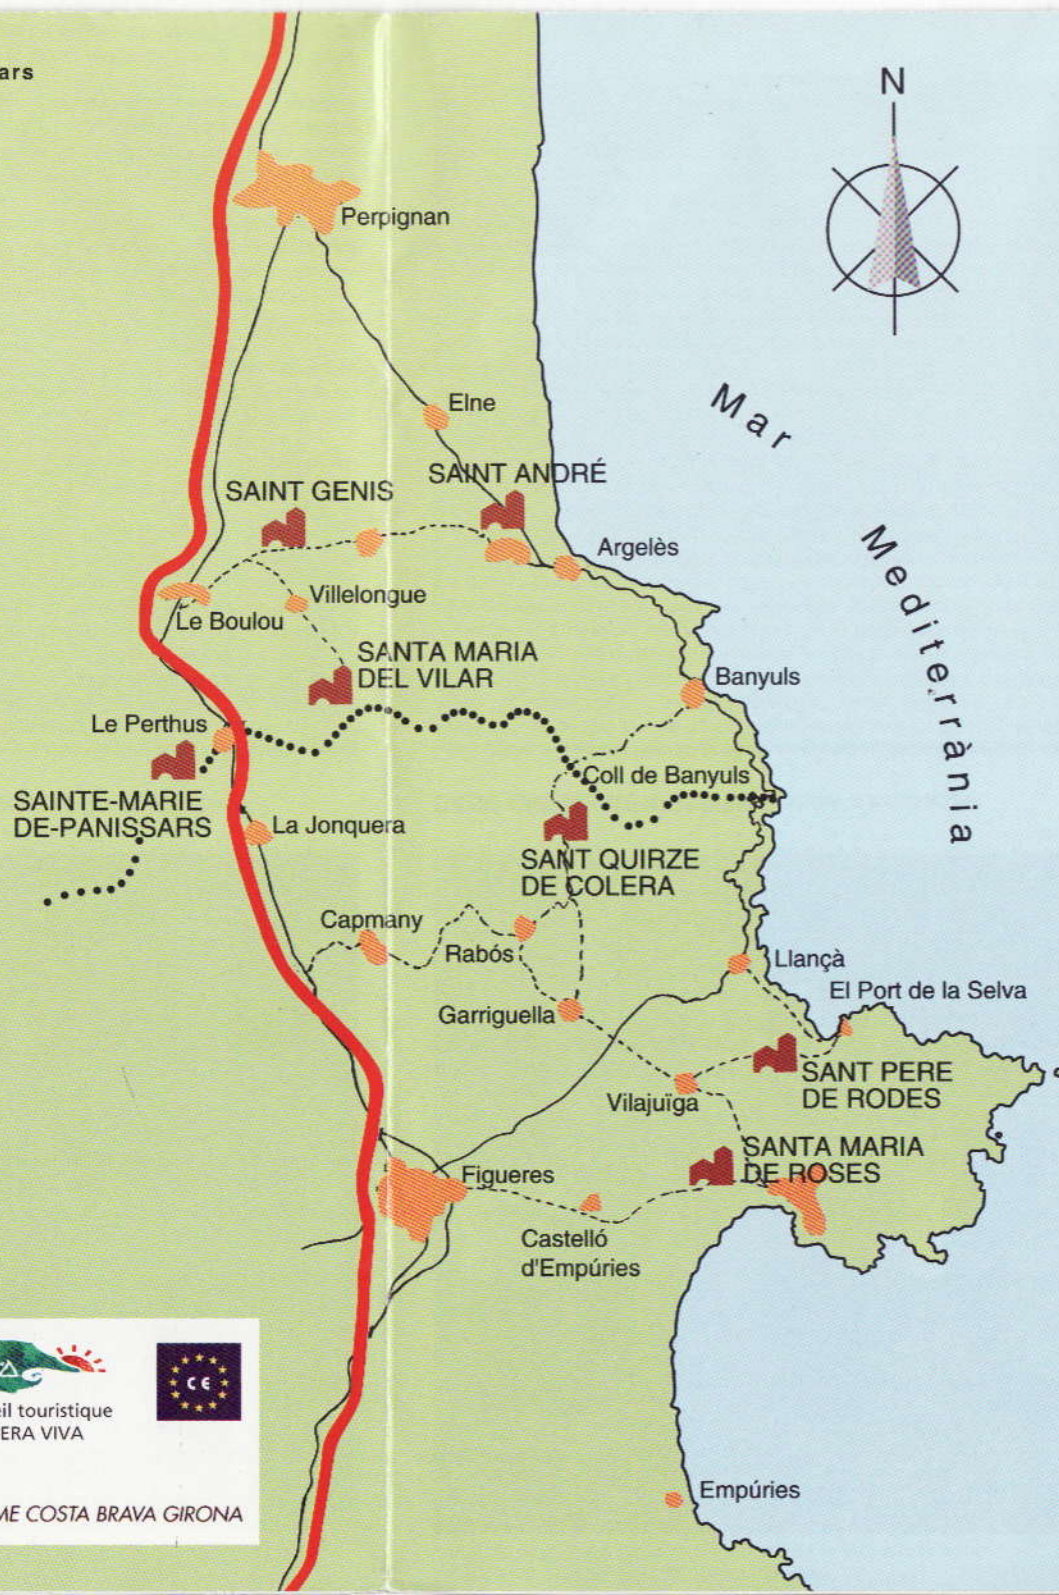 ars
N
Perpignan
Mar
Elne
SAINT ANDRÉ
SAINT GENIS
Argelès
Mediterrània
Villelongue
Le Boulou
SANTA MARIA
DEL VILAR
Banyuls
Le Perthus
Coll de Banyuls
SAINTE-MARIE
DE-PANISSARS
La Jonquera
SANT QUIRZE
DE COLERA
Capmany
Rabós
Llançà
El Port de la Selva
Garriguella
SANT PERE
DE RODES
Vilajuïga
SANTA MARIA
DE ROSES
Figueres
Castelló
d'Empúries
CE
eil touristique
ERA VIVA
Empúries
ME COSTA BRAVA GIRONA